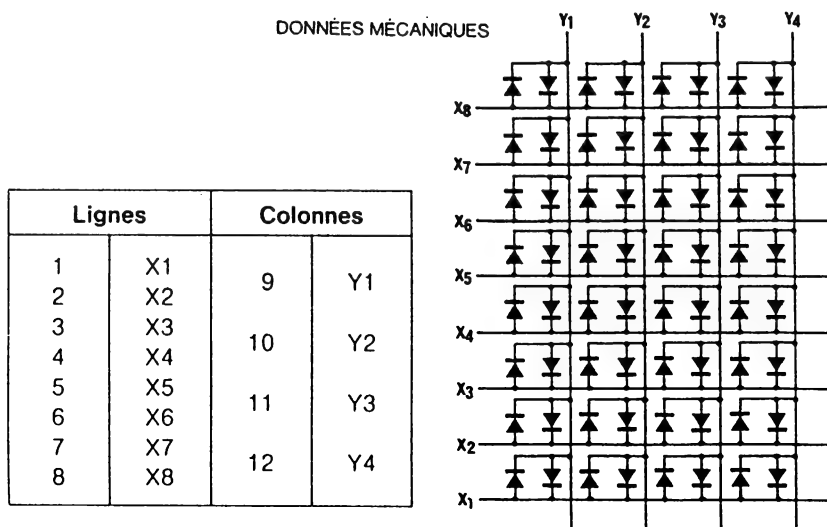 DONNÉES MÉCANIQUES
Y1 Y2 Y3 Y4
X8
X7
X6
X5
X4
X3
X2
X1
Lignes Colonnes
1 X1
2 X2
3 X3
4 X4
5 X5
6 X6
7 X7
8 X8
9 Y1
10 Y2
11 Y3
12 Y4